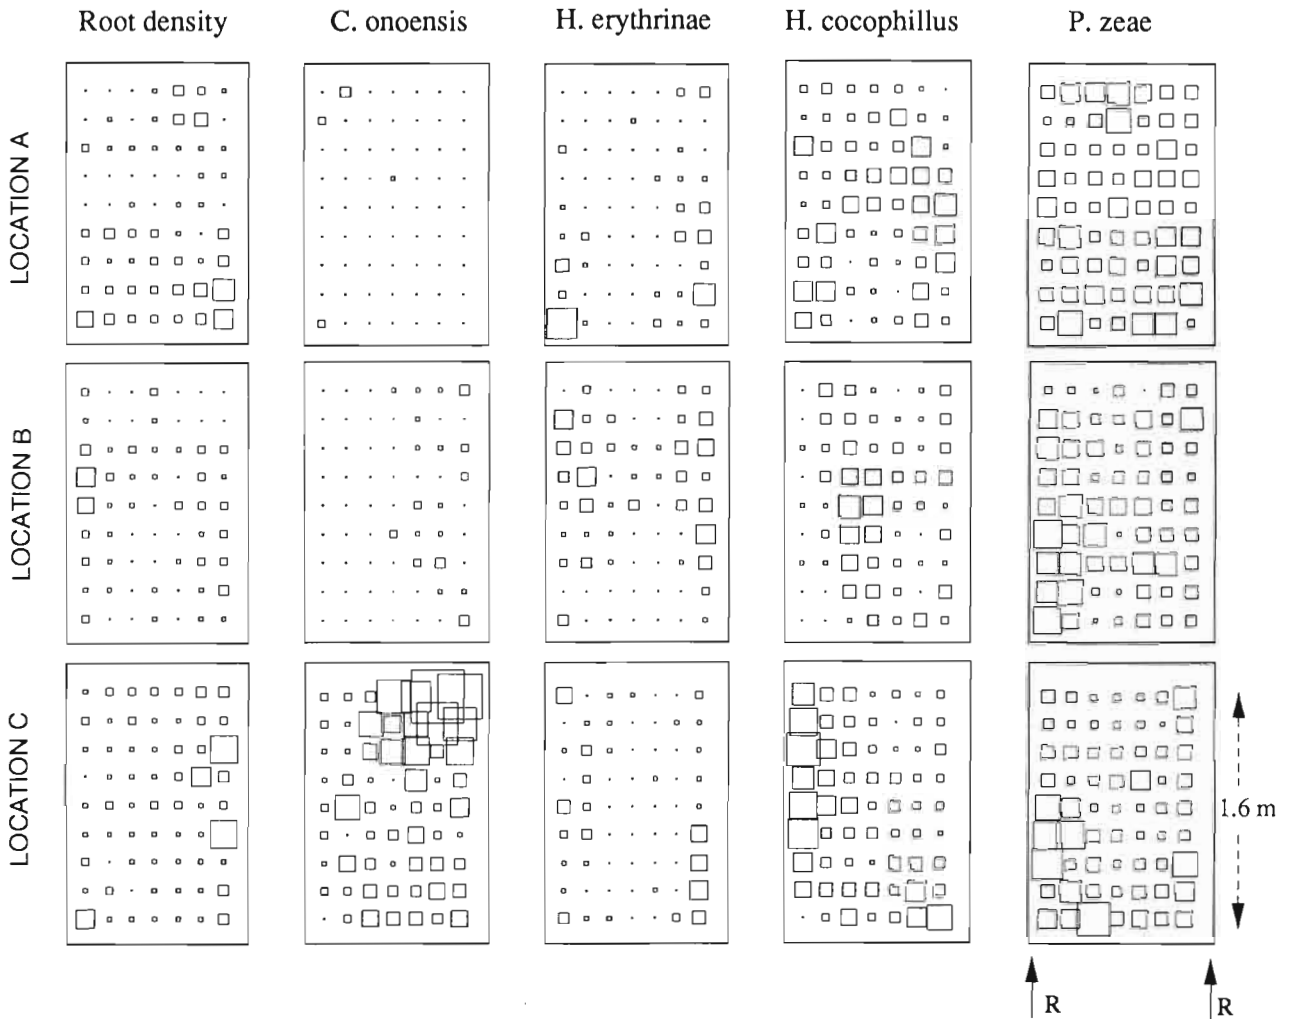 Root density C. onoensis H. erythrinae H. cocophillus P. zeae
LOCATION A
LOCATION B
LOCATION C
1.6 m
R R